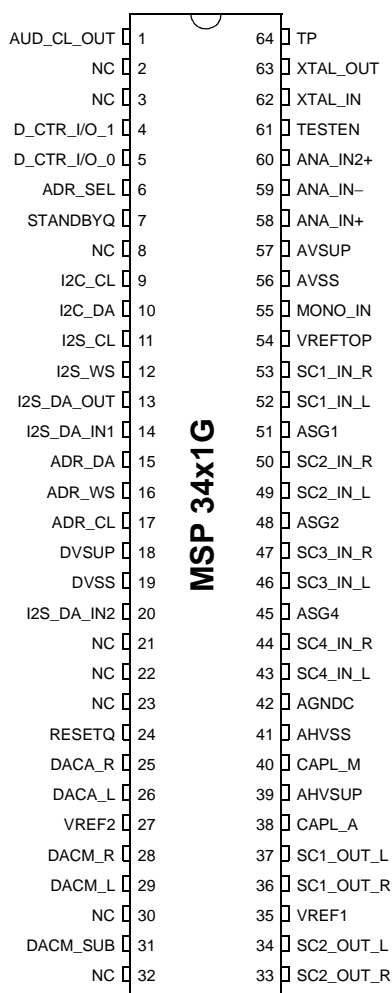 AUD_CL_OUT 1 64 TP
NC 2 63 XTAL_OUT
NC 3 62 XTAL_IN
D_CTR_I/O_1 4 61 TESTEN
D_CTR_I/O_0 5 60 ANA_IN2+
ADR_SEL 6 59 ANA_IN−
STANDBYQ 7 58 ANA_IN+
NC 8 57 AVSUP
I2C_CL 9 56 AVSS
I2C_DA 10 55 MONO_IN
I2S_CL 11 54 VREFTOP
I2S_WS 12 53 SC1_IN_R
I2S_DA_OUT 13 52 SC1_IN_L
I2S_DA_IN1 14 51 ASG1
ADR_DA 15 50 SC2_IN_R
ADR_WS 16 49 SC2_IN_L
ADR_CL 17 48 ASG2
DVSUP 18 47 SC3_IN_R
DVSS 19 46 SC3_IN_L
I2S_DA_IN2 20 45 ASG4
NC 21 44 SC4_IN_R
NC 22 43 SC4_IN_L
NC 23 42 AGNDC
RESETQ 24 41 AHVSS
DACA_R 25 40 CAPL_M
DACA_L 26 39 AHVSUP
VREF2 27 38 CAPL_A
DACM_R 28 37 SC1_OUT_L
DACM_L 29 36 SC1_OUT_R
NC 30 35 VREF1
DACM_SUB 31 34 SC2_OUT_L
NC 32 33 SC2_OUT_R
MSP 34x1G